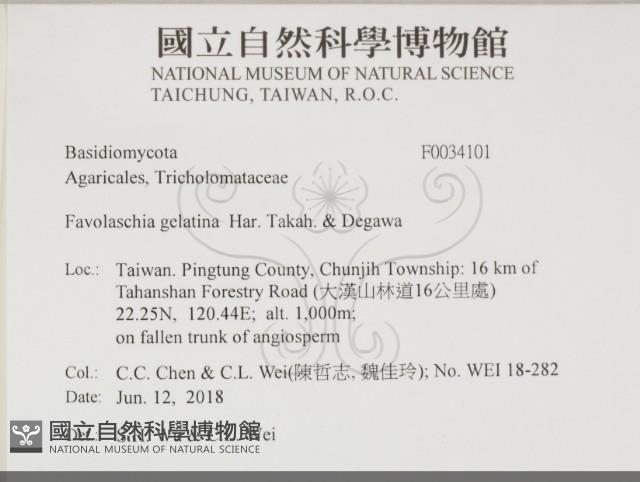 國立自然科學博物館
NATIONAL MUSEUM OF NATURAL SCIENCE
TAICHUNG, TAIWAN, R.O.C.
Basidiomycota F0034101
Agaricales, Tricholomataceae
Favolaschia gelatina Har. Takah. & Degawa
Loc.: Taiwan. Pingtung County, Chunjih Township: 16 km of
Tahanshan Forestry Road (大漢山林道16公里處)
22.25N, 120.44E; alt. 1,000m;
on fallen trunk of angiosperm
Col.: C.C. Chen & C.L. Wei(陳哲志, 魏佳玲); No. WEI 18-282
Date: Jun. 12, 2018
Wei
國立自然科學博物館
NATIONAL MUSEUM OF NATURAL SCIENCE